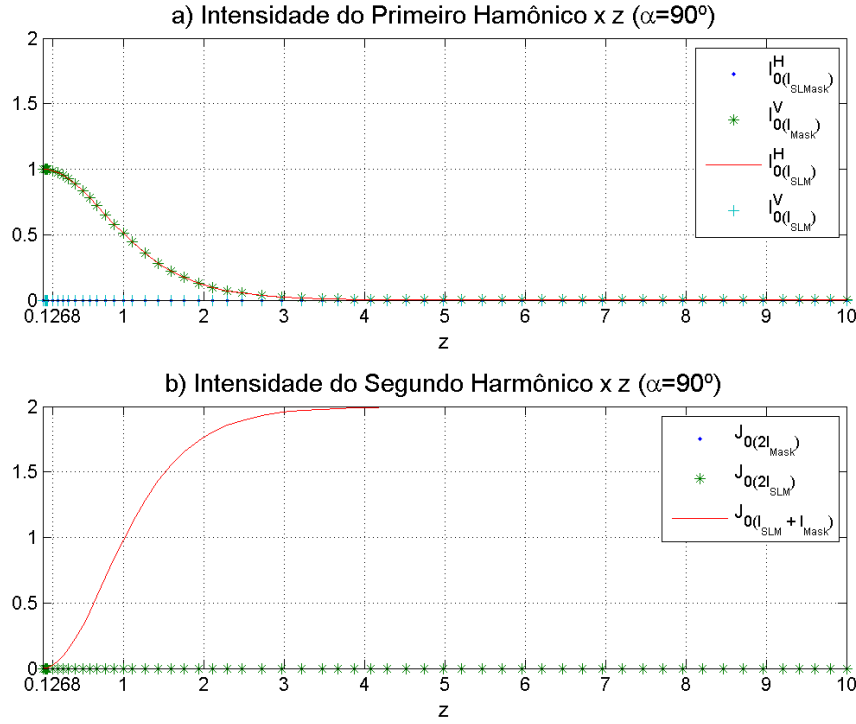 a) Intensidade do Primeiro Hamônico x z (α=90º)
2
1.5
1
0.5
0
0.1268 1 2 3 4 5 6 7 8 9 10
z
I^H_0(I_SLMask)
I^V_0(I_Mask)
I^H_0(I_SLM)
I^V_0(I_SLM)
b) Intensidade do Segundo Harmônico x z (α=90º)
2
1.5
1
0.5
0
0.1268 1 2 3 4 5 6 7 8 9 10
z
J_0(2I_Mask)
J_0(2I_SLM)
J_0(I_SLM + I_Mask)